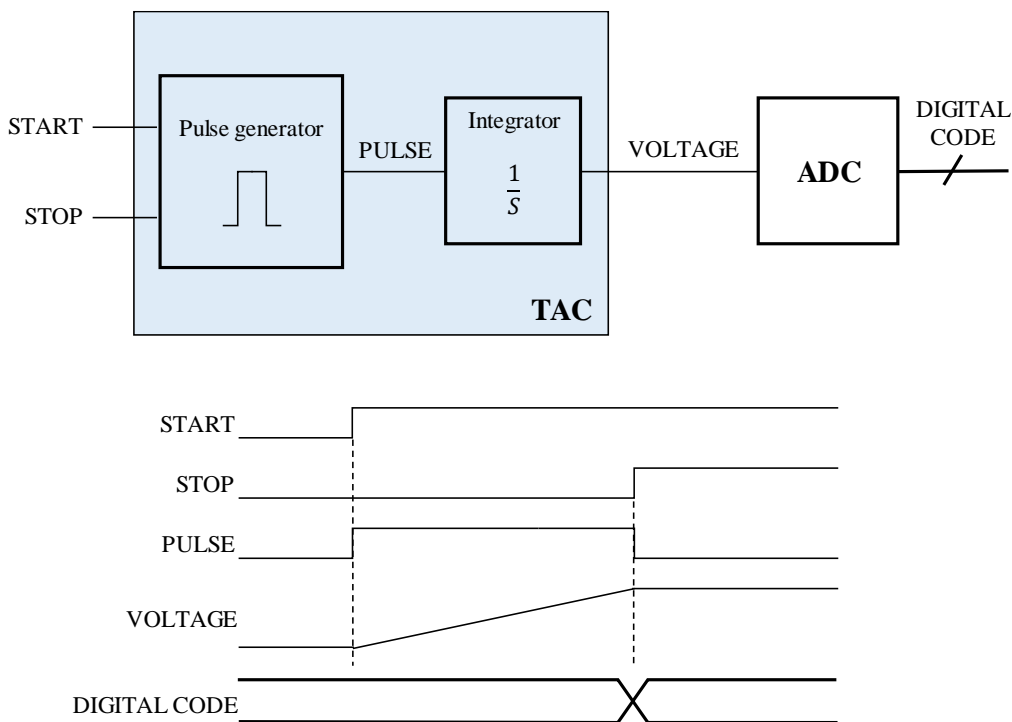 START
STOP
Pulse generator
PULSE
Integrator
1
S
TAC
VOLTAGE
ADC
DIGITAL
CODE
START
STOP
PULSE
VOLTAGE
DIGITAL CODE